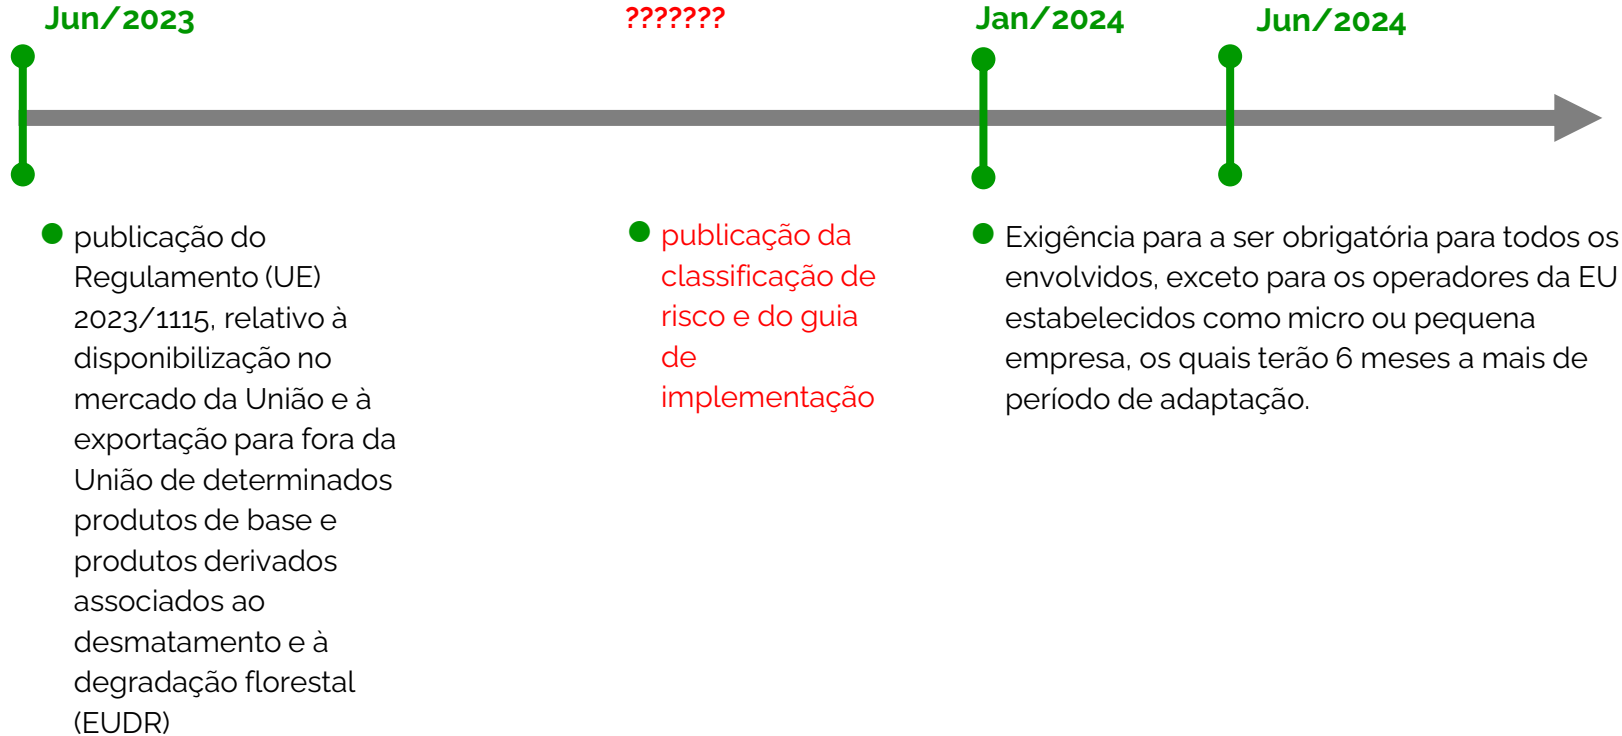 Jun/2023
???????
Jan/2024
Jun/2024
publicação do
Regulamento (UE)
2023/1115, relativo à
disponibilização no
mercado da União e à
exportação para fora da
União de determinados
produtos de base e
produtos derivados
associados ao
desmatamento e à
degradação florestal
(EUDR)
publicação da
classificação de
risco e do guia
de
implementação
Exigência para a ser obrigatória para todos os
envolvidos, exceto para os operadores da EU
estabelecidos como micro ou pequena
empresa, os quais terão 6 meses a mais de
período de adaptação.